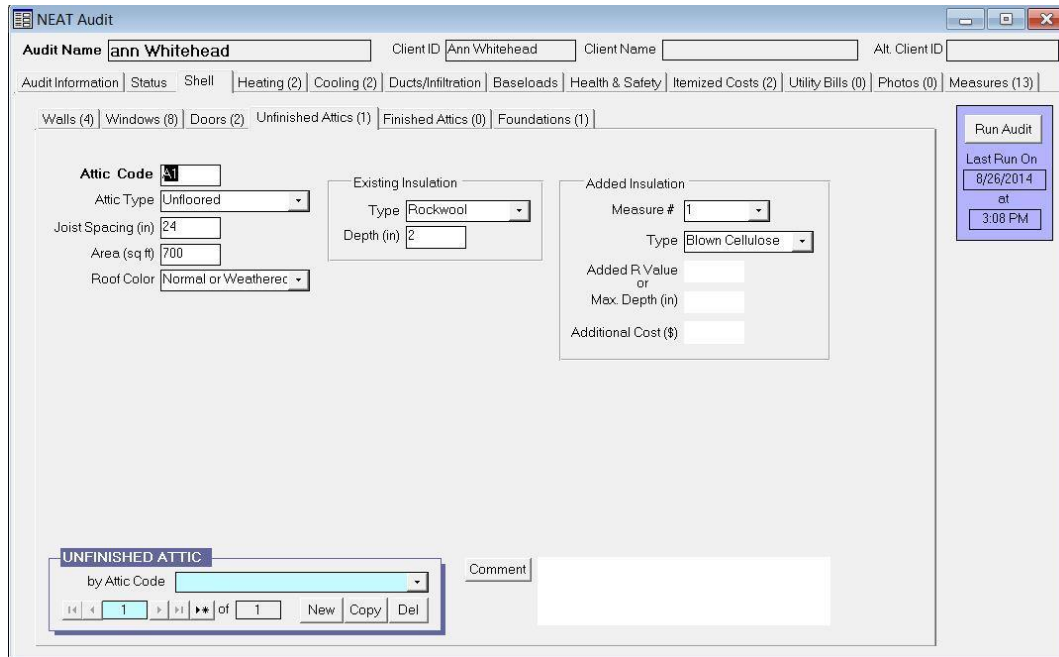 NEAT Audit
Audit Name ann Whitehead Client ID Ann Whitehead Client Name Alt. Client ID
Audit Information Status Shell Heating (2) Cooling (2) Ducts/Infiltration Baseloads Health & Safety Itemized Costs (2) Utility Bills (0) Photos (0) Measures (13)
Walls (4) Windows (8) Doors (2) Unfinished Attics (1) Finished Attics (0) Foundations (1)
Run Audit
Last Run On
8/26/2014
at
3:08 PM
Attic Code A1
Attic Type Unfloored
Joist Spacing (in) 24
Area (sq ft) 700
Roof Color Normal or Weatherec
Existing Insulation
Type Rockwool
Depth (in) 2
Added Insulation
Measure # 1
Type Blown Cellulose
Added R Value
or
Max. Depth (in)
Additional Cost ($)
UNFINISHED ATTIC
by Attic Code
1 of 1 New Copy Del
Comment